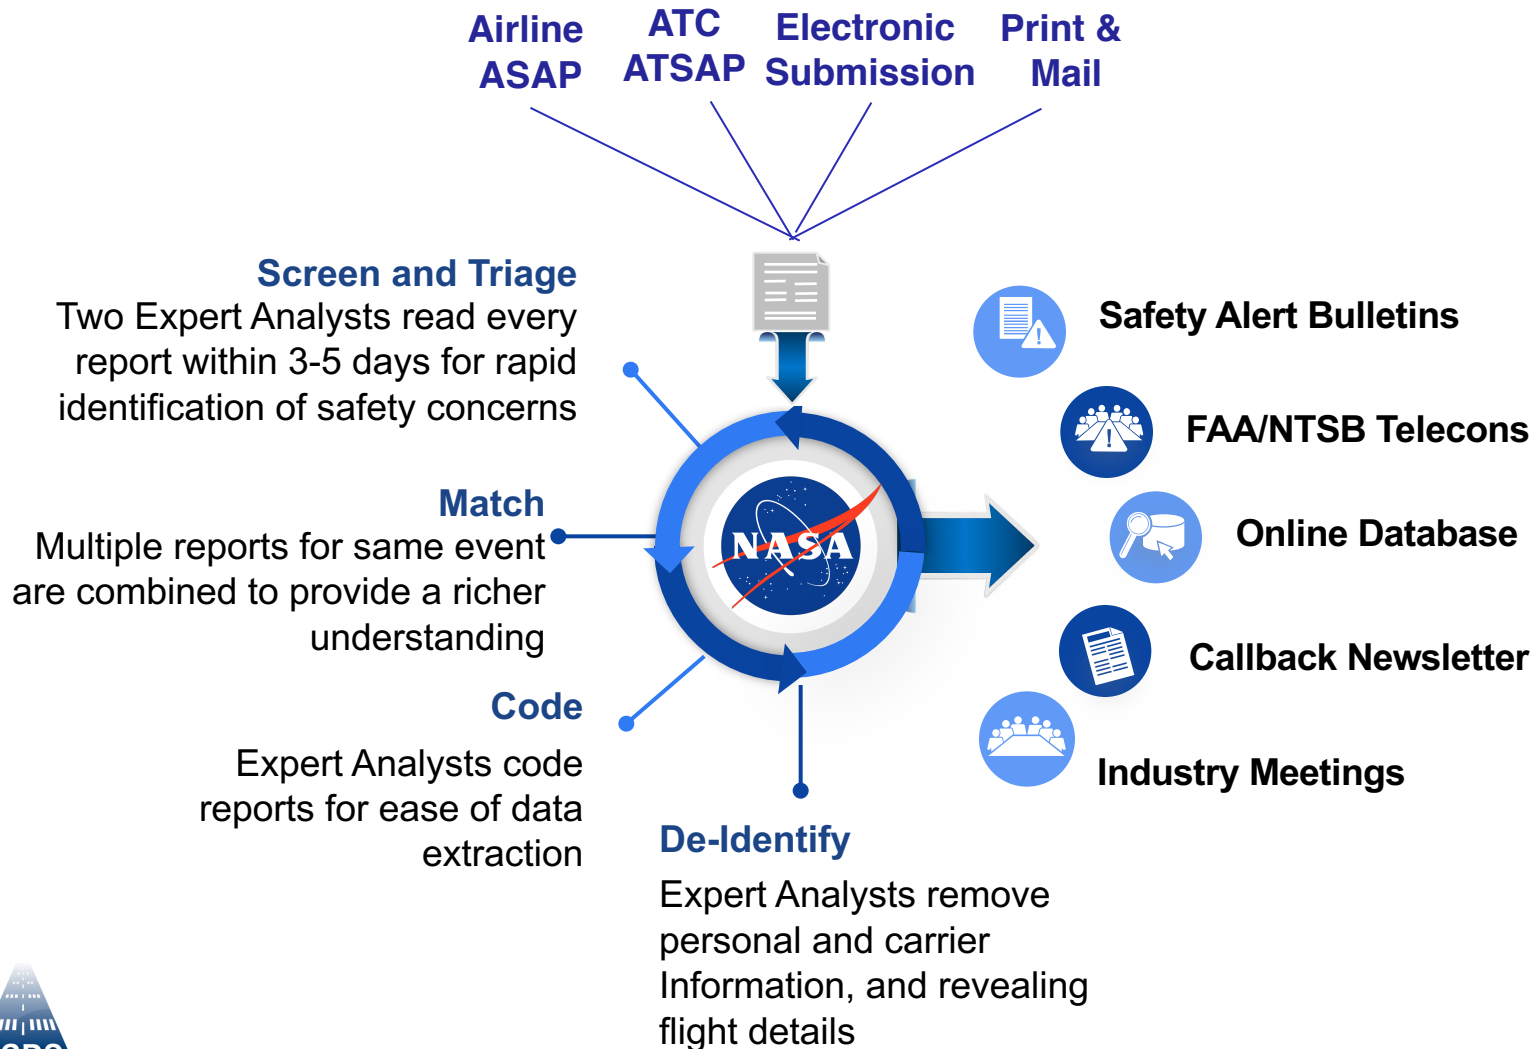 Airline
ASAP
ATC
ATSAP
Electronic
Submission
Print &
Mail
Screen and Triage
Two Expert Analysts read every
report within 3-5 days for rapid
identification of safety concerns
Match
Multiple reports for same event
are combined to provide a richer
understanding
Code
Expert Analysts code
reports for ease of data
extraction
De-Identify
Expert Analysts remove
personal and carrier
Information, and revealing
flight details
NASA
Safety Alert Bulletins
FAA/NTSB Telecons
Online Database
Callback Newsletter
Industry Meetings